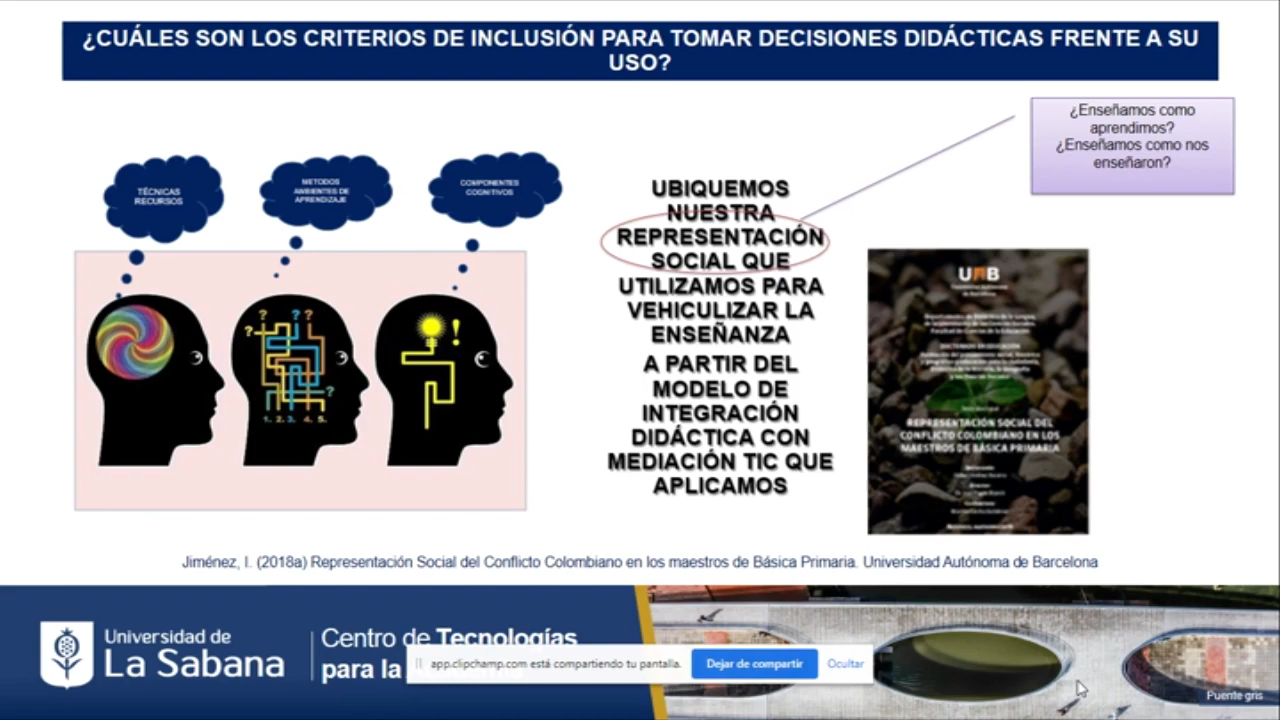 ¿CUÁLES SON LOS CRITERIOS DE INCLUSIÓN PARA TOMAR DECISIONES DIDÁCTICAS FRENTE A SU
USO?
¿Enseñamos como
aprendimos?
¿Enseñamos como nos
enseñaron?
TÉCNICAS
RECURSOS
METODOS
AMBIENTES DE
APRENDIZAJE
COMPONENTES
COGNITIVOS
? ? ?
?
?
1. 2. 3. 4. 5.
!
UBIQUEMOS
NUESTRA
REPRESENTACIÓN
SOCIAL QUE
UTILIZAMOS PARA
VEHICULIZAR LA
ENSEÑANZA
A PARTIR DEL
MODELO DE
INTEGRACIÓN
DIDÁCTICA CON
MEDIACIÓN TIC QUE
APLICAMOS
UAB
REPRESENTACIÓN SOCIAL DEL
CONFLICTO COLOMBIANO EN LOS
MAESTROS DE BÁSICA PRIMARIA
Jiménez, I. (2018a) Representación Social del Conflicto Colombiano en los maestros de Básica Primaria. Universidad Autónoma de Barcelona
Universidad de
La Sabana
Centro de Tecnologías
para la
app.clipchamp.com está compartiendo tu pantalla.
Dejar de compartir
Ocultar
Puente gris